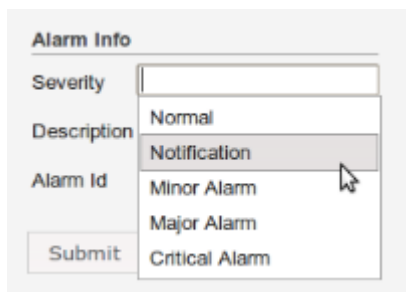 Alarm Info
Severity
Normal
Description
Notification
Alarm Id
Minor Alarm
Major Alarm
Submit
Critical Alarm